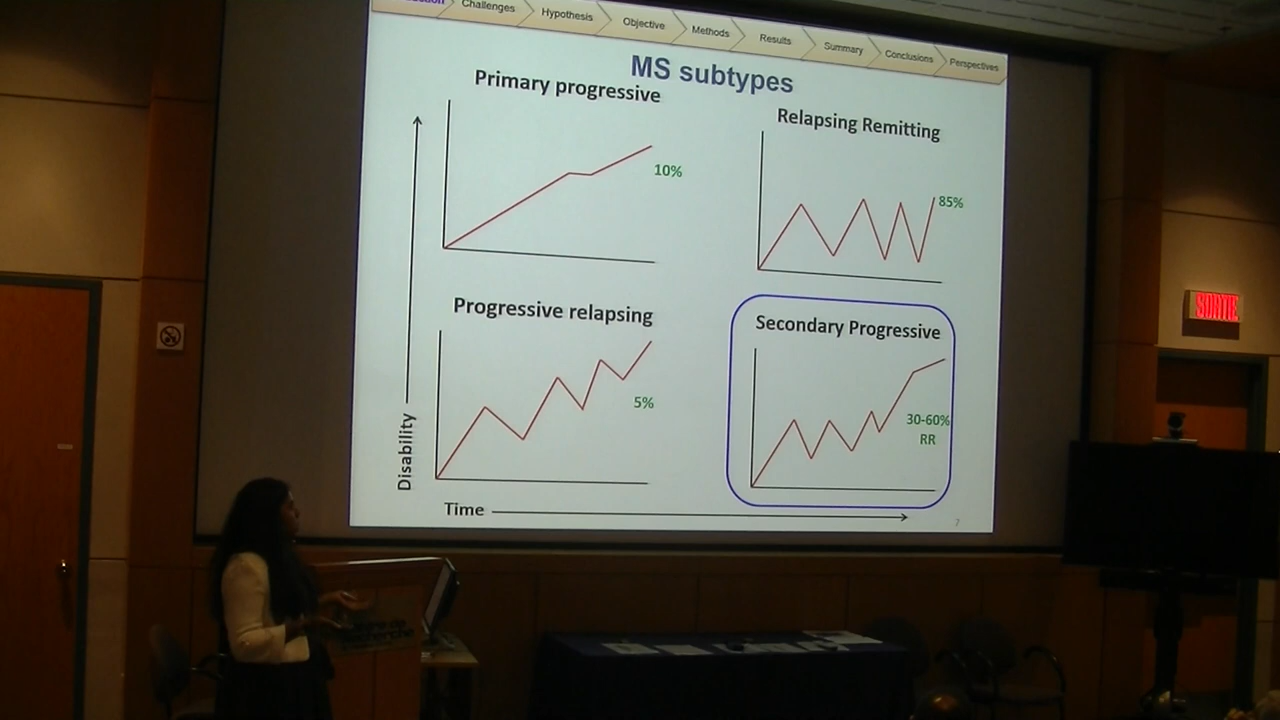 Challenges
Hypothesis
Objective
Methods
Results
Summary
Conclusions
Perspectives
MS subtypes
Primary progressive
10%
Relapsing Remitting
85%
Progressive relapsing
5%
Secondary Progressive
30-60%
RR
Disability
Time
7
SORTIE